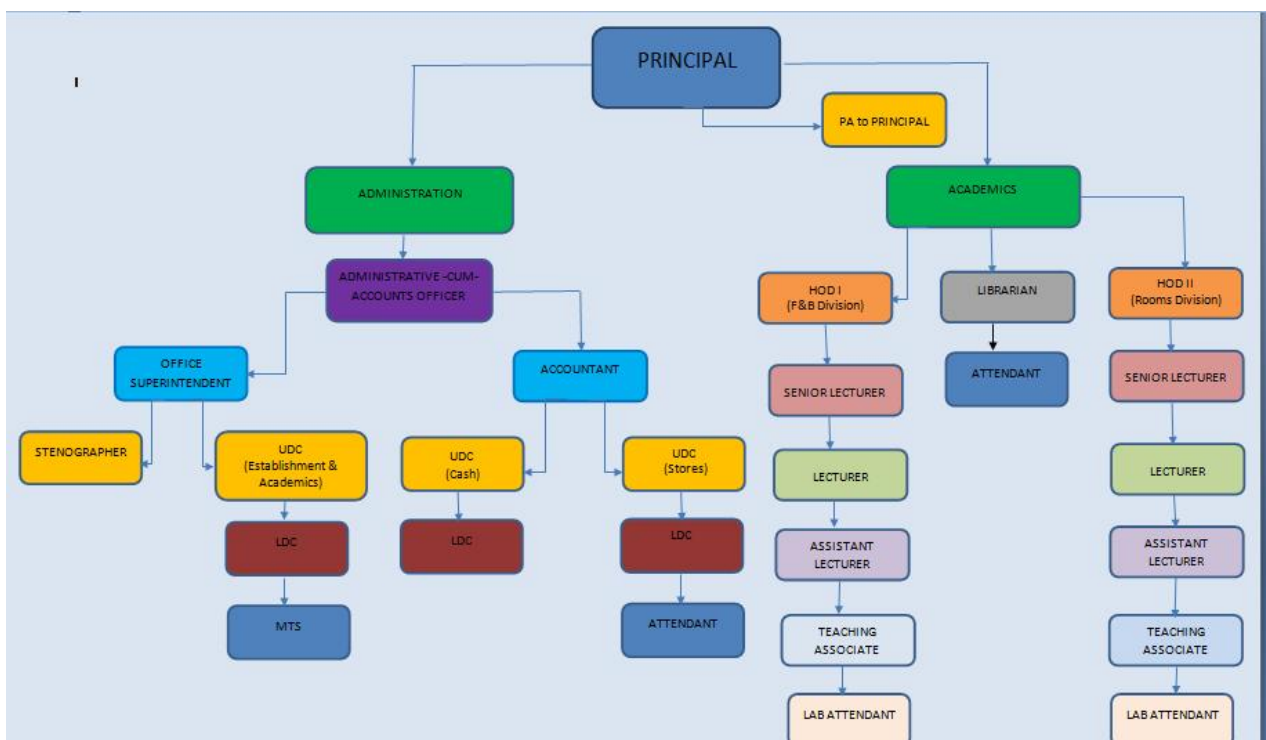 PRINCIPAL
PA to PRINCIPAL
ADMINISTRATION
ACADEMICS
ADMINISTRATIVE -CUM-
ACCOUNTS OFFICER
HOD I
(F&B Division)
LIBRARIAN
HOD II
(Rooms Division)
OFFICE
SUPERINTENDENT
ACCOUNTANT
SENIOR LECTURER
ATTENDANT
SENIOR LECTURER
STENOGRAPHER
UDC
(Establishment &
Academics)
UDC
(Cash)
UDC
(Stores)
LECTURER
LECTURER
LDC
LDC
LDC
ASSISTANT
LECTURER
ASSISTANT
LECTURER
MTS
ATTENDANT
TEACHING
ASSOCIATE
TEACHING
ASSOCIATE
LAB ATTENDANT
LAB ATTENDANT